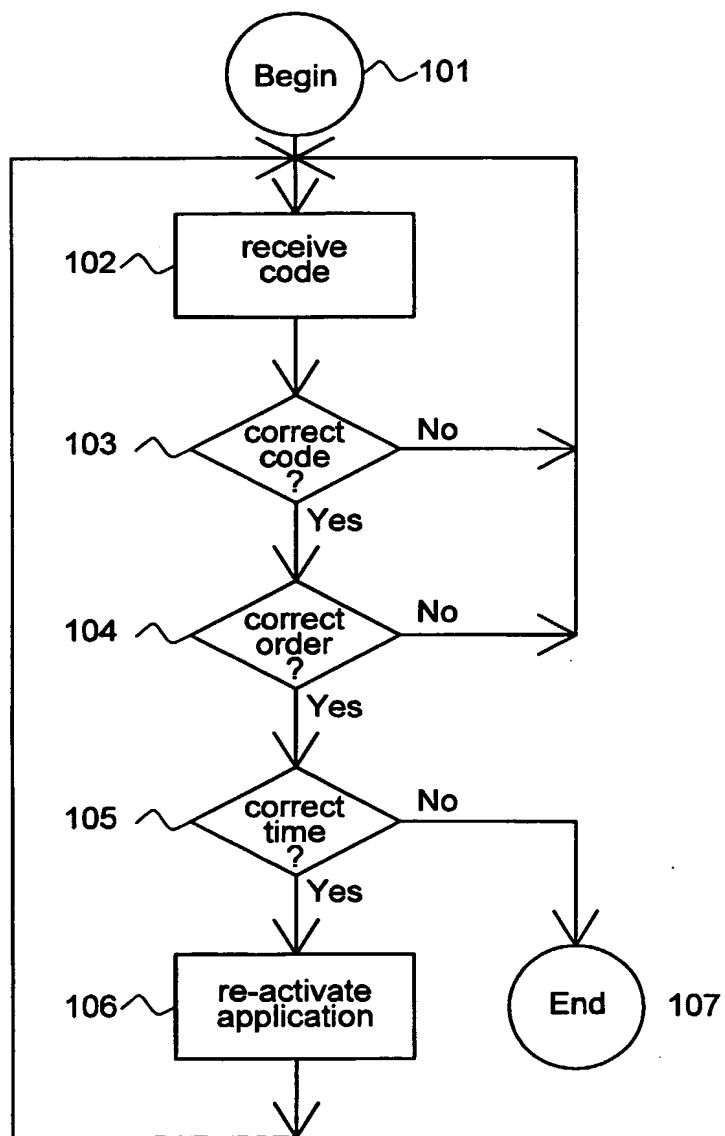 Begin
101
102
receive
code
103
correct
code
?
No
Yes
104
correct
order
?
No
Yes
105
correct
time
?
No
Yes
106
re-activate
application
End
107